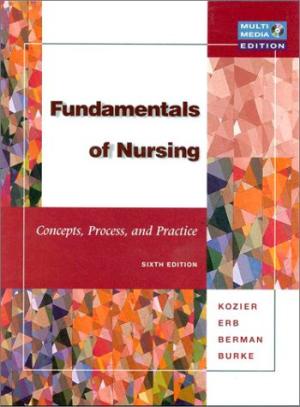 MULTI
MEDIA
EDITION
Fundamentals
of Nursing
Concepts, Process, and Practice
SIXTH EDITION
KOZIER
ERB
BERMAN
BURKE